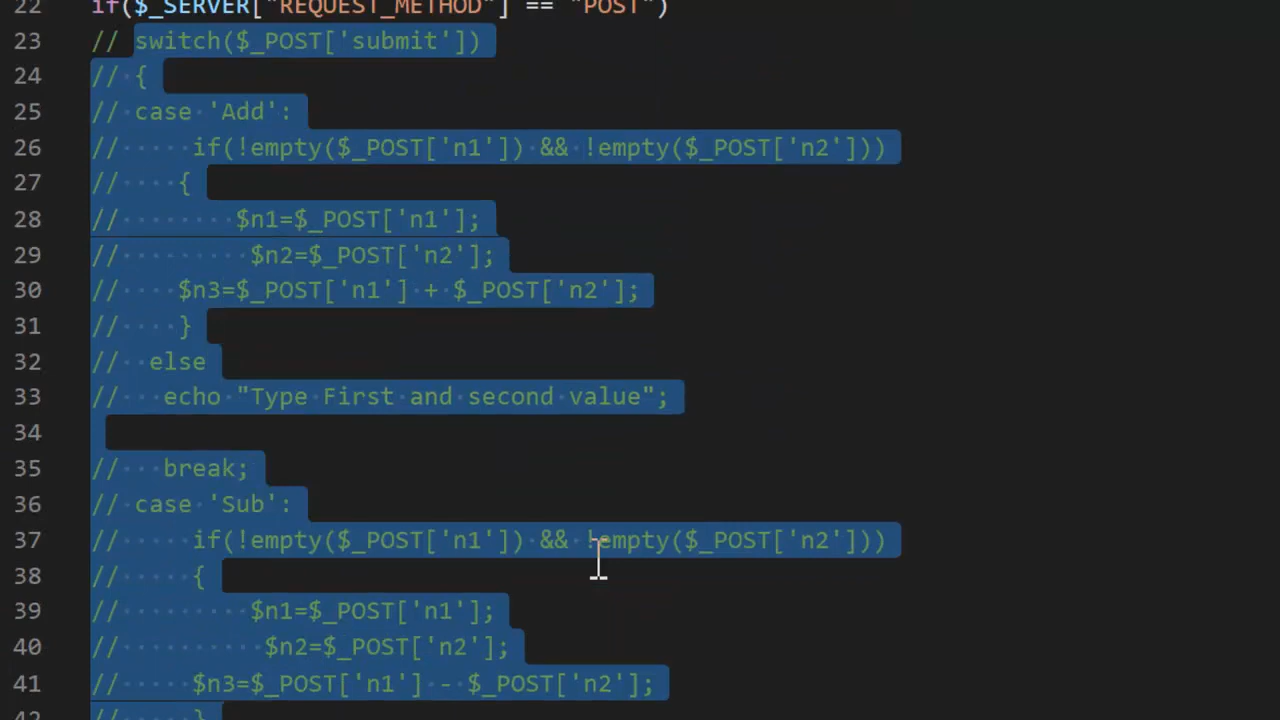 22 if($_SERVER["REQUEST_METHOD"] == "POST")
23 // switch($_POST['submit'])
24 // {
25 // case 'Add':
26 //     if(!empty($_POST['n1']) && !empty($_POST['n2']))
27 //    {
28 //        $n1=$_POST['n1'];
29 //         $n2=$_POST['n2'];
30 //    $n3=$_POST['n1'] + $_POST['n2'];
31 //    }
32 //  else
33 //   echo "Type First and second value";
34
35 //   break;
36 // case 'Sub':
37 //     if(!empty($_POST['n1']) && !empty($_POST['n2']))
38 //     {
39 //         $n1=$_POST['n1'];
40 //          $n2=$_POST['n2'];
41 //     $n3=$_POST['n1'] - $_POST['n2'];
42 //     }